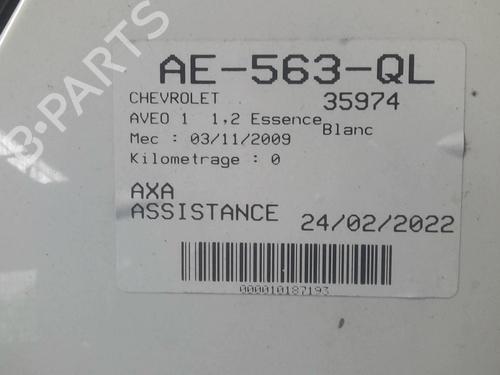 AE-563-QL
CHEVROLET 35974
AVEO 1 1,2 Essence Blanc
Mec : 03/11/2009
Kilometrage : 0
AXA
ASSISTANCE 24/02/2022
000010187193
B-PARTS